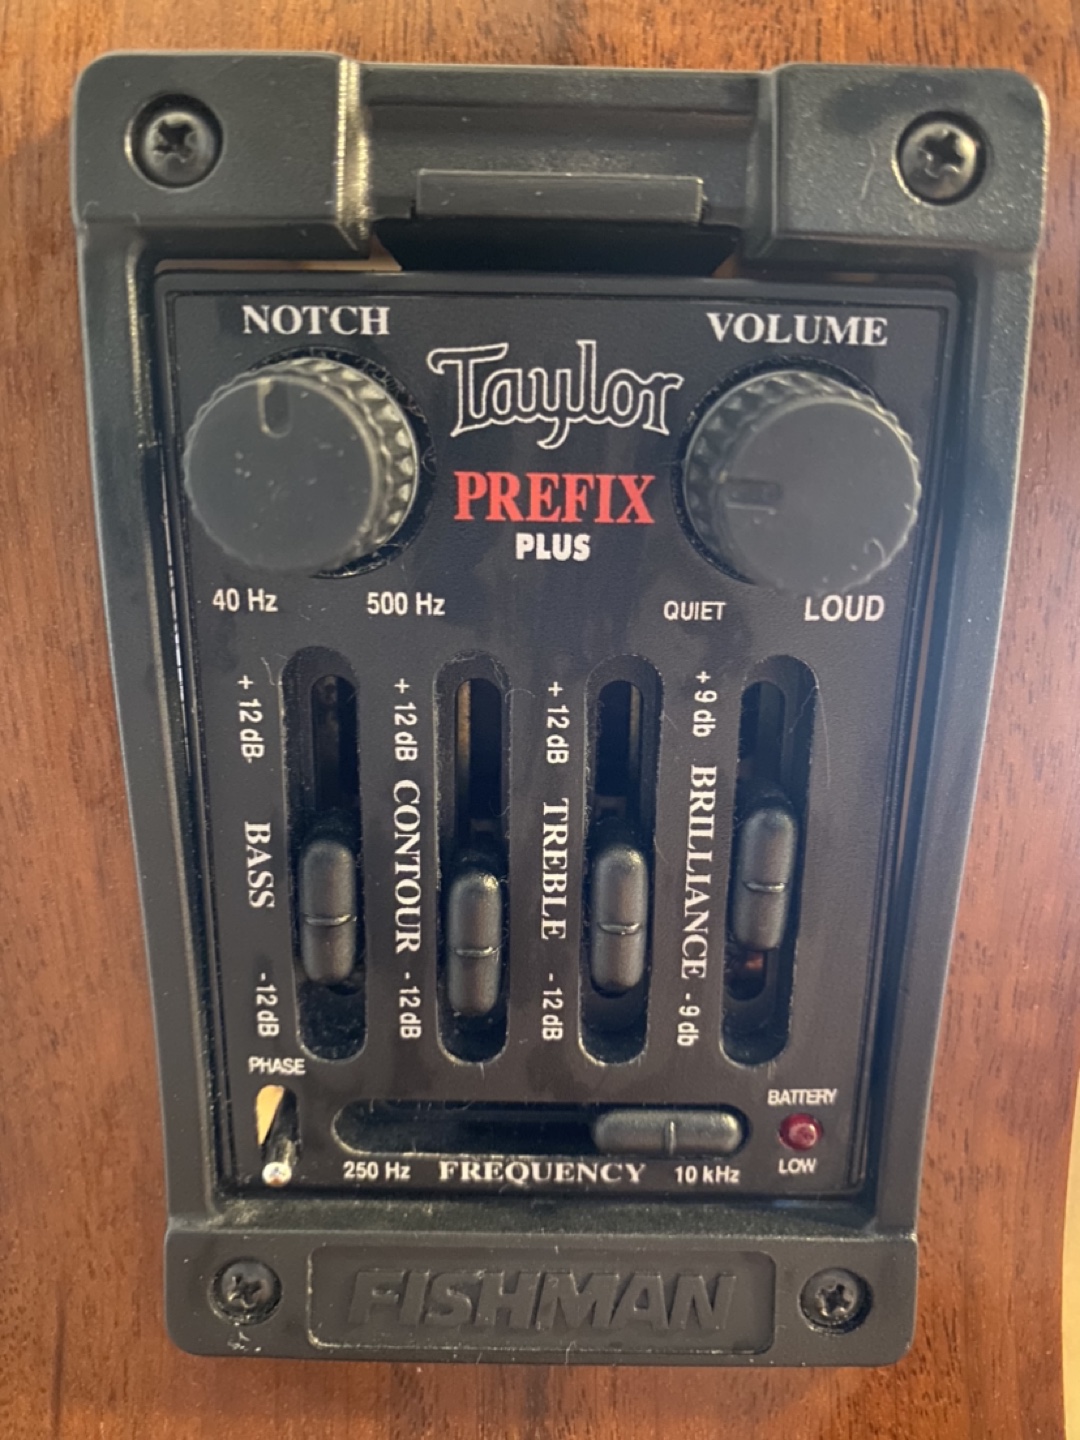 NOTCH
VOLUME
Taylor
PREFIX
PLUS
40 Hz
500 Hz
QUIET
LOUD
+ 12 dB
BASS
- 12 dB
+ 12 dB
CONTOUR
- 12 dB
+ 12 dB
TREBLE
- 12 dB
+ 9 db
BRILLIANCE
- 9 db
PHASE
BATTERY
LOW
250 Hz
FREQUENCY
10 kHz
FISHMAN